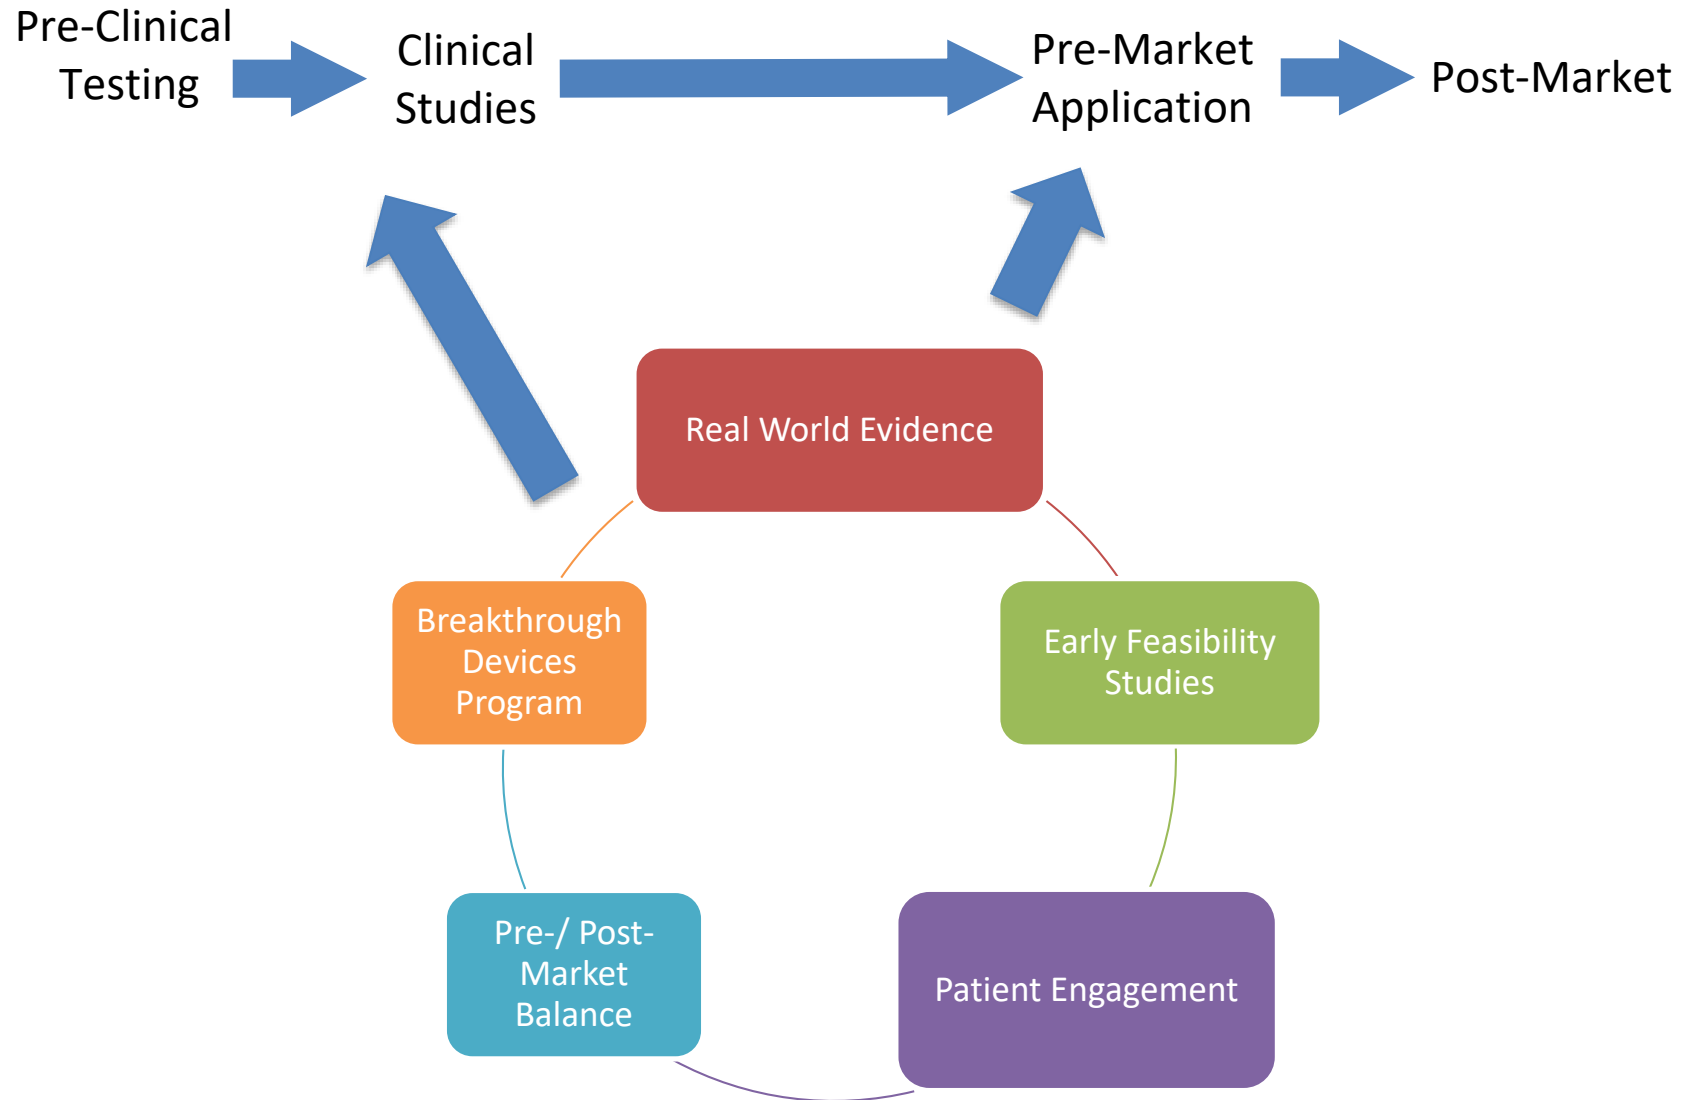 Pre-Clinical
Testing
Clinical
Studies
Pre-Market
Application
Post-Market
Real World Evidence
Breakthrough
Devices
Program
Early Feasibility
Studies
Pre-/ Post-
Market
Balance
Patient Engagement